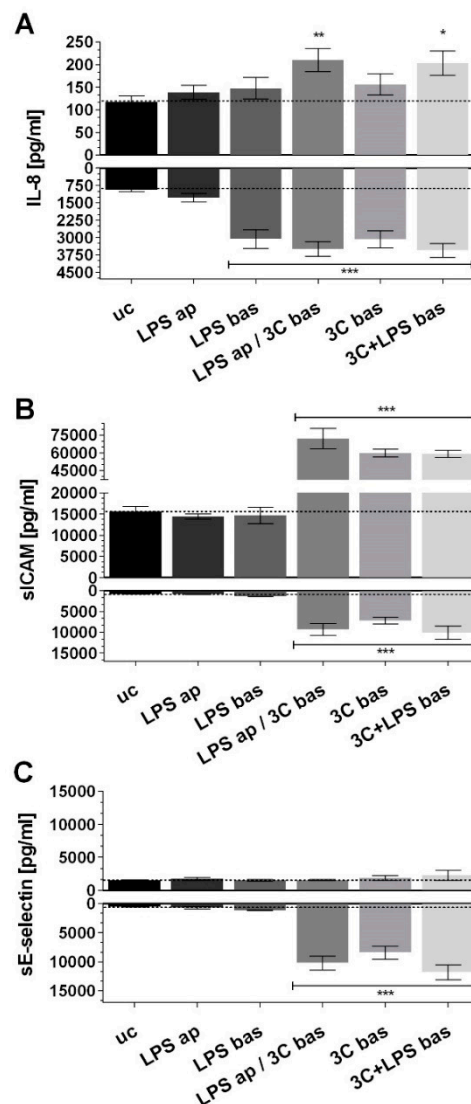 A
IL-8 [pg/ml]
250
200
150
100
50
0
** *
750
1500
2250
3000
3750
4500
***
uc
LPS ap
LPS bas
LPS ap / 3C bas
3C bas
3C+LPS bas
B
sICAM [pg/ml]
***
75000
60000
45000
20000
15000
10000
5000
0
5000
10000
15000
***
uc
LPS ap
LPS bas
LPS ap / 3C bas
3C bas
3C+LPS bas
C
sE-selectin [pg/ml]
15000
10000
5000
0
5000
10000
15000
***
uc
LPS ap
LPS bas
LPS ap / 3C bas
3C bas
3C+LPS bas